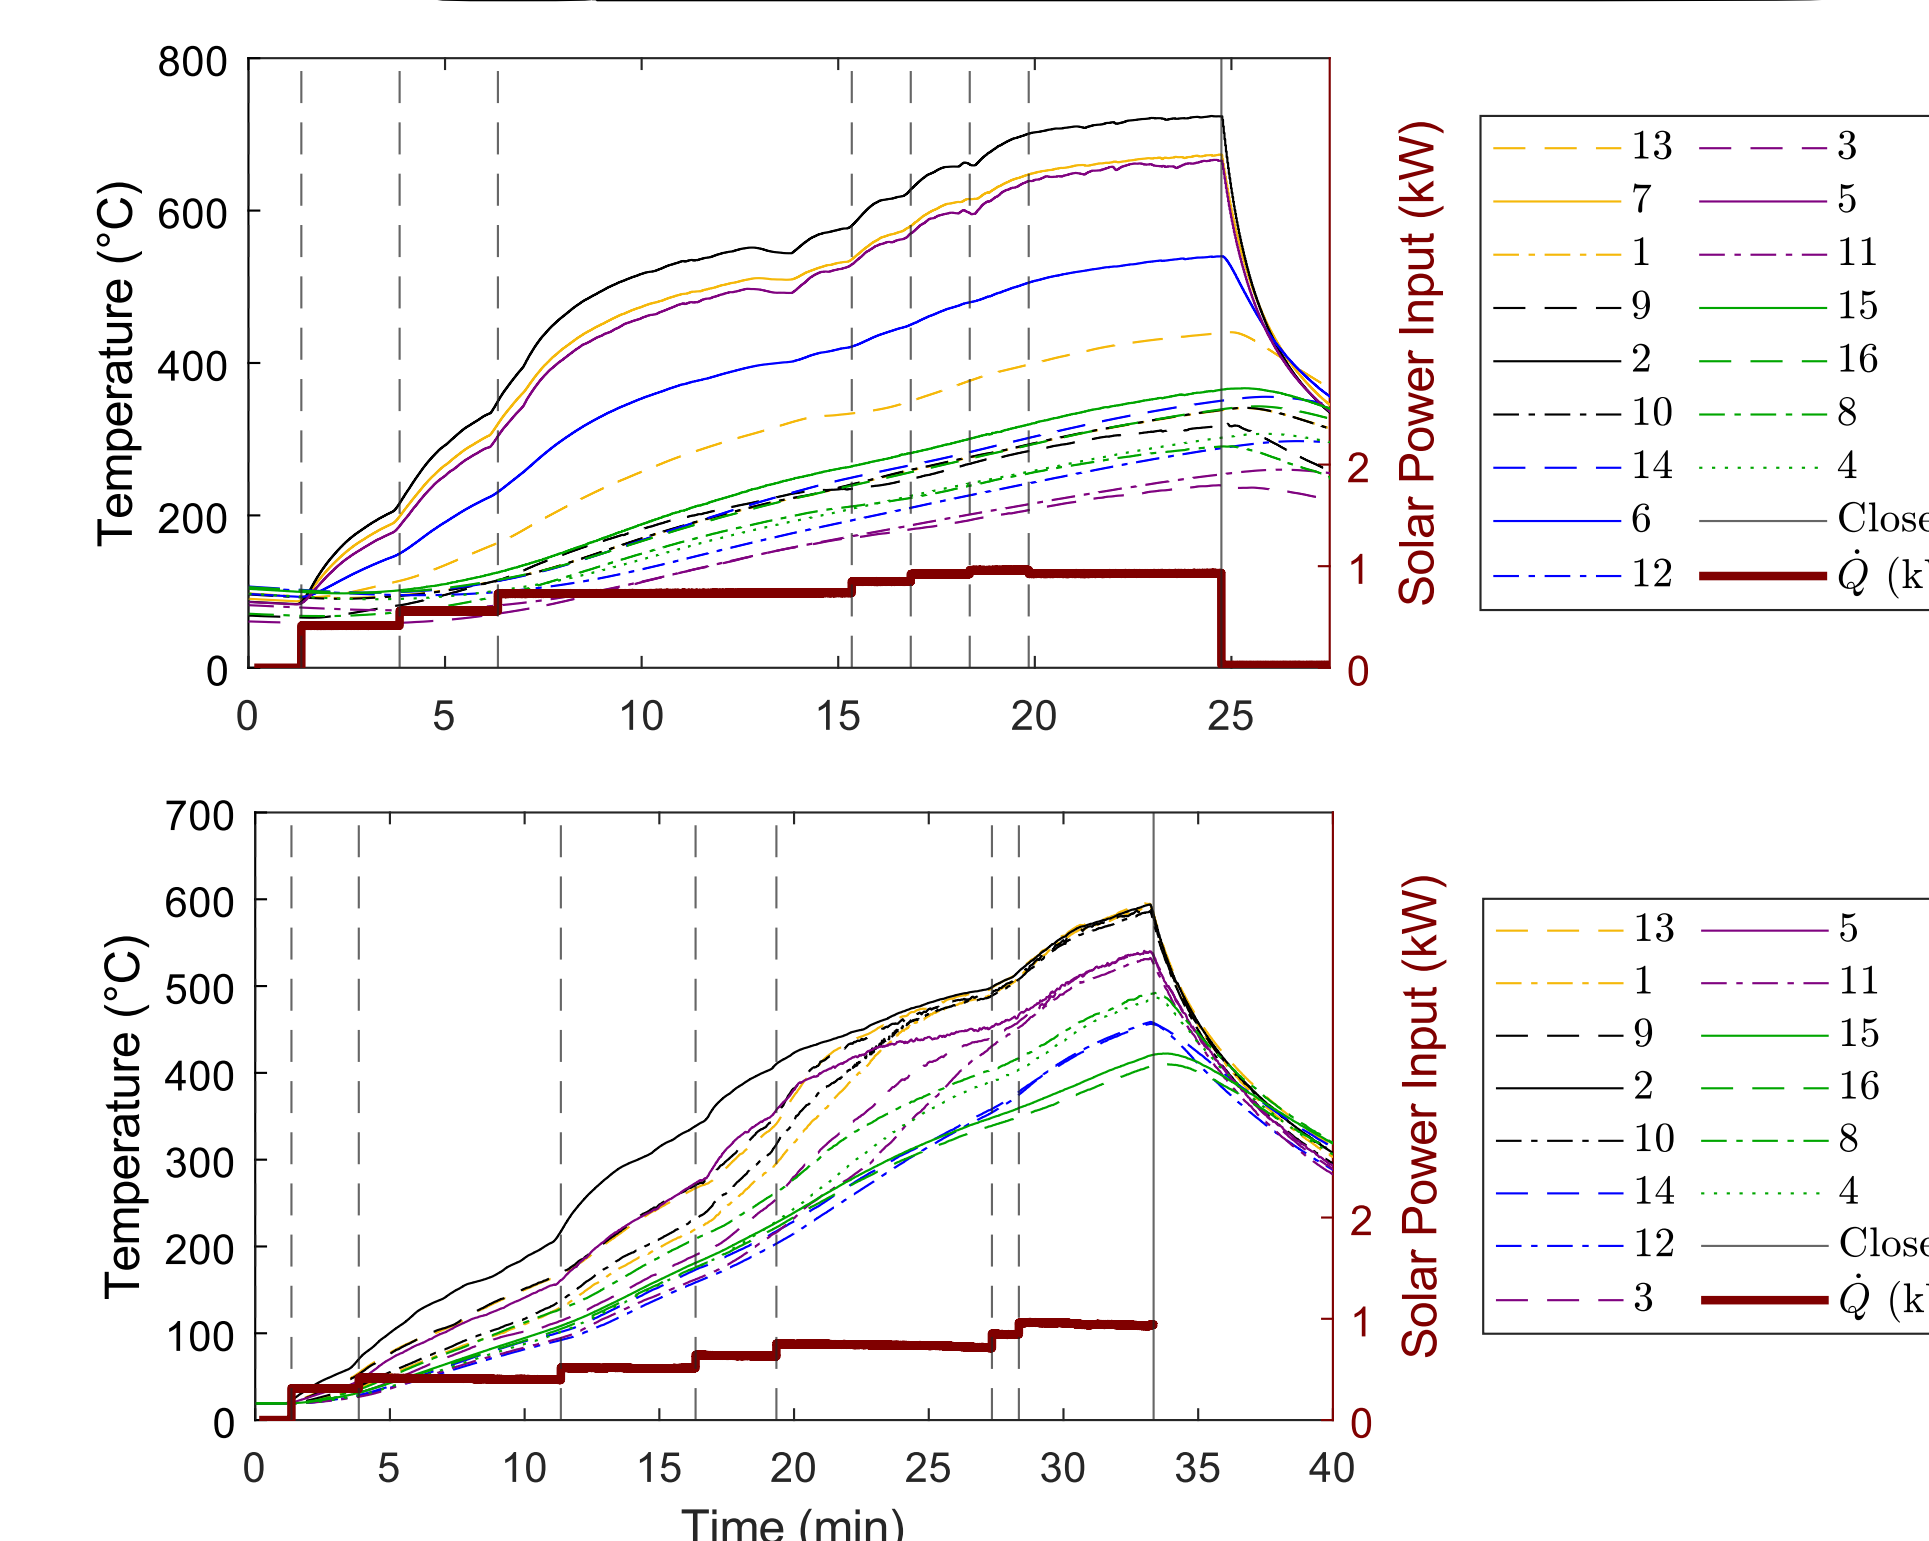 800
600
400
200
0
Temperature (°C)
2
1
0
Solar Power Input (kW)
0 5 10 15 20 25
13 3
7 5
1 11
9 15
2 16
10 8
14 4
6 Close
12 Q̇ (k
700
600
500
400
300
200
100
0
Temperature (°C)
2
1
0
Solar Power Input (kW)
0 5 10 15 20 25 30 35 40
Time (min)
13 5
1 11
9 15
2 16
10 8
14 4
12 Close
3 Q̇ (k